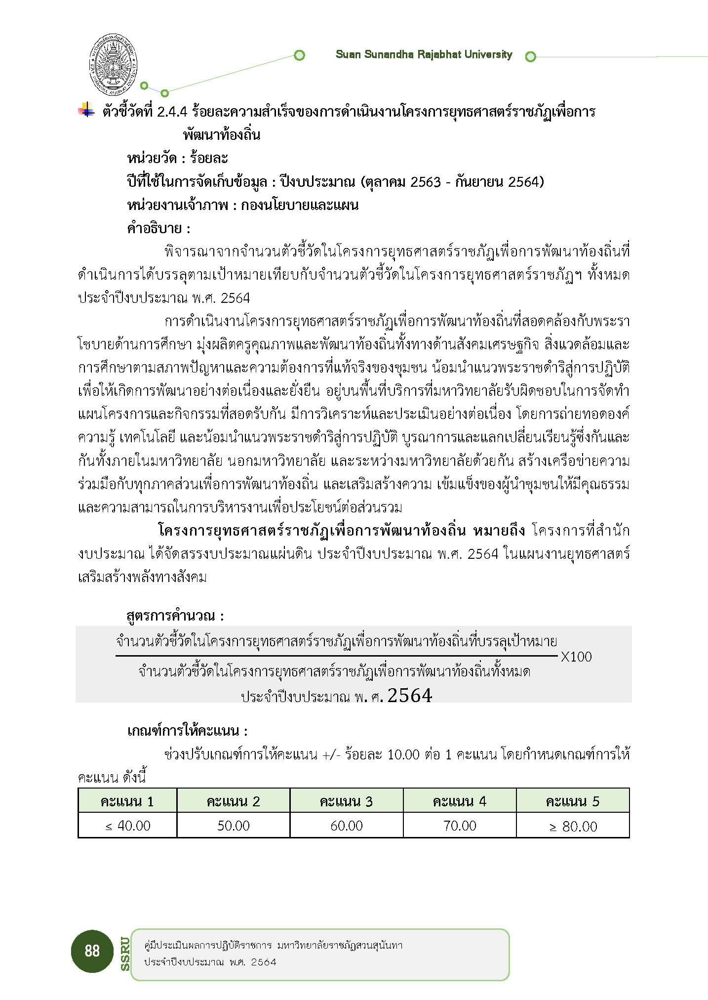 Suan Sunandha Rajabhat University
ตัวชี้วัดที่ 2.4.4 ร้อยละความสำเร็จของการดำเนินงานโครงการยุทธศาสตร์ราชภัฏเพื่อการ
พัฒนาท้องถิ่น
หน่วยวัด : ร้อยละ
ปีที่ใช้ในการจัดเก็บข้อมูล : ปีงบประมาณ (ตุลาคม 2563 - กันยายน 2564)
หน่วยงานเจ้าภาพ : กองนโยบายและแผน
คำอธิบาย :
พิจารณาจากจำนวนตัวชี้วัดในโครงการยุทธศาสตร์ราชภัฏเพื่อการพัฒนาท้องถิ่นที่
ดำเนินการได้บรรลุตามเป้าหมายเทียบกับจำนวนตัวชี้วัดในโครงการยุทธศาสตร์ราชภัฏฯ ทั้งหมด
ประจำปีงบประมาณ พ.ศ. 2564
การดำเนินงานโครงการยุทธศาสตร์ราชภัฏเพื่อการพัฒนาท้องถิ่นที่สอดคล้องกับพระรา
โชบายด้านการศึกษา มุ่งผลิตครูคุณภาพและพัฒนาท้องถิ่นทั้งทางด้านสังคมเศรษฐกิจ สิ่งแวดล้อมและ
การศึกษาตามสภาพปัญหาและความต้องการที่แท้จริงของชุมชน น้อมนำแนวพระราชดำริสู่การปฏิบัติ
เพื่อให้เกิดการพัฒนาอย่างต่อเนื่องและยั่งยืน อยู่บนพื้นที่บริการที่มหาวิทยาลัยรับผิดชอบในการจัดทำ
แผนโครงการและกิจกรรมที่สอดรับกัน มีการวิเคราะห์และประเมินอย่างต่อเนื่อง โดยการถ่ายทอดองค์
ความรู้ เทคโนโลยี และน้อมนำแนวพระราชดำริสู่การปฏิบัติ บูรณาการและแลกเปลี่ยนเรียนรู้ซึ่งกันและ
กันทั้งภายในมหาวิทยาลัย นอกมหาวิทยาลัย และระหว่างมหาวิทยาลัยด้วยกัน สร้างเครือข่ายความ
ร่วมมือกับทุกภาคส่วนเพื่อการพัฒนาท้องถิ่น และเสริมสร้างความ เข้มแข็งของผู้นำชุมชนให้มีคุณธรรม
และความสามารถในการบริหารงานเพื่อประโยชน์ต่อส่วนรวม
โครงการยุทธศาสตร์ราชภัฏเพื่อการพัฒนาท้องถิ่น หมายถึง โครงการที่สำนัก
งบประมาณ ได้จัดสรรงบประมาณแผ่นดิน ประจำปีงบประมาณ พ.ศ. 2564 ในแผนงานยุทธศาสตร์
เสริมสร้างพลังทางสังคม
สูตรการคำนวณ :
จำนวนตัวชี้วัดในโครงการยุทธศาสตร์ราชภัฏเพื่อการพัฒนาท้องถิ่นที่บรรลุเป้าหมาย
X100
จำนวนตัวชี้วัดในโครงการยุทธศาสตร์ราชภัฏเพื่อการพัฒนาท้องถิ่นทั้งหมด
ประจำปีงบประมาณ พ. ศ. 2564
เกณฑ์การให้คะแนน :
ช่วงปรับเกณฑ์การให้คะแนน +/- ร้อยละ 10.00 ต่อ 1 คะแนน โดยกำหนดเกณฑ์การให้
คะแนน ดังนี้
คะแนน 1 คะแนน 2 คะแนน 3 คะแนน 4 คะแนน 5
≤ 40.00 50.00 60.00 70.00 ≥ 80.00
88
SSRU
คู่มือประเมินผลการปฏิบัติราชการ มหาวิทยาลัยราชภัฏสวนสุนันทา
ประจำปีงบประมาณ พ.ศ. 2564